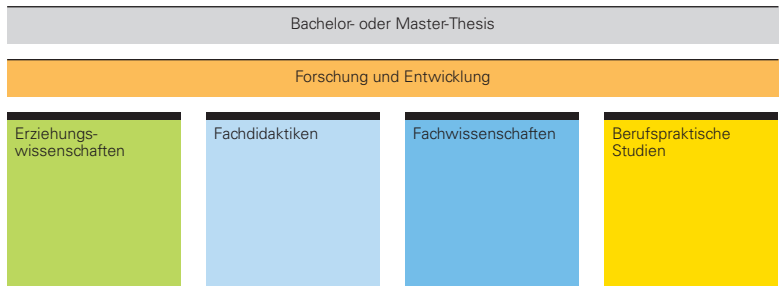 Bachelor- oder Master-Thesis
Forschung und Entwicklung
Erziehungs-
wissenschaften
Fachdidaktiken
Fachwissenschaften
Berufspraktische
Studien